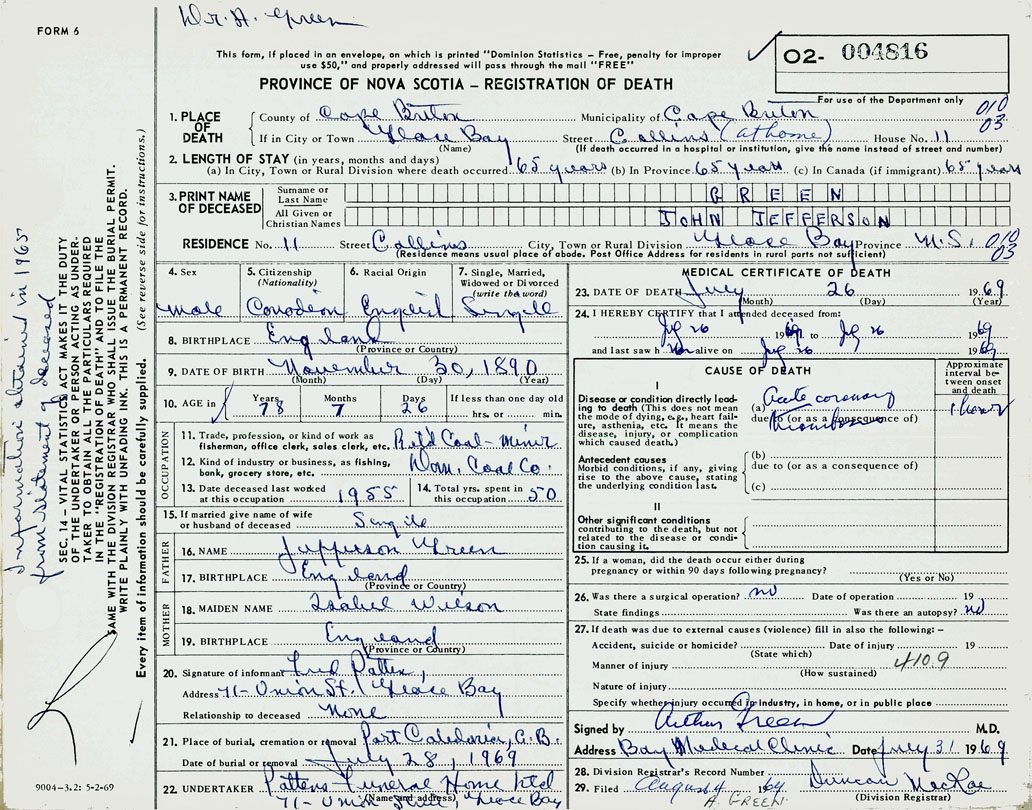 Dr. A. Green
FORM 6
This form, if placed in an envelope, on which is printed "Dominion Statistics – Free, penalty for improper
use $50," and properly addressed will pass through the mail "FREE"
O2- 004816
PROVINCE OF NOVA SCOTIA – REGISTRATION OF DEATH
For use of the Department only
1. PLACE OF DEATH
County of Cape Briton Municipality of Cape Briton 010
If in City or Town Glace Bay Street Collins (at home) House No. 11 03
(Name) (If death occurred in a hospital or institution, give the name instead of street and number)
2. LENGTH OF STAY (in years, months and days)
(a) In City, Town or Rural Division where death occurred 65 years (b) In Province 65 years (c) In Canada (if immigrant) 65 years
3. PRINT NAME OF DECEASED
Surname or Last Name GREEN
All Given or Christian Names JOHN JEFFERSON
RESIDENCE No. 11 Street Collins City, Town or Rural Division Glace Bay Province N.S. 010
(Residence means usual place of abode. Post Office Address for residents in rural parts not sufficient) 03
4. Sex
male
5. Citizenship (Nationality)
Canadian
6. Racial Origin
English
7. Single, Married, Widowed or Divorced (write the word)
Single
8. BIRTHPLACE England
(Province or Country)
9. DATE OF BIRTH November 30, 1890
(Month) (Day) (Year)
10. AGE in Years Months Days If less than one day old
78 7 26 hrs. or min.
OCCUPATION
11. Trade, profession, or kind of work as
fisherman, office clerk, sales clerk, etc. Ret'd Coal-Miner
12. Kind of industry or business, as fishing,
bank, grocery store, etc. Dom. Coal Co.
13. Date deceased last worked
at this occupation 1955
14. Total yrs. spent in
this occupation 50
15. If married give name of wife
or husband of deceased Single
FATHER
16. NAME Jefferson Green
17. BIRTHPLACE England
(Province or Country)
MOTHER
18. MAIDEN NAME Isabel Wilson
19. BIRTHPLACE England
(Province or Country)
20. Signature of informant Fred Patten,
Address 71-Union St. Glace Bay
Relationship to deceased None
21. Place of burial, cremation or removal Port Caledonia, C.B.
Date of burial or removal July 28, 1969
22. UNDERTAKER Pattens Funeral Home Ltd
(Name and address)
71-Union St. Glace Bay
MEDICAL CERTIFICATE OF DEATH
23. DATE OF DEATH July 26 1969
(Month) (Day) (Year)
24. I HEREBY CERTIFY that I attended deceased from:
July 26 1969 to July 26 1969
and last saw him alive on July 26 1969
CAUSE OF DEATH
Approximate interval between onset and death
I
Disease or condition directly leading
to death (This does not mean
the mode of dying, e.g., heart failure,
asthenia, etc. It means the
disease, injury, or complication
which caused death.)
(a) Acute coronary
due to (or as a consequence of)
thrombosis
1 hour
Antecedent causes
Morbid conditions, if any, giving
rise to the above cause, stating
the underlying condition last.
(b)
due to (or as a consequence of)
(c)
II
Other significant conditions
contributing to the death, but not
related to the disease or condition
causing it.
25. If a woman, did the death occur either during
pregnancy or within 90 days following pregnancy?
(Yes or No)
26. Was there a surgical operation? no Date of operation 19
State findings Was there an autopsy? no
27. If death was due to external causes (violence) fill in also the following: –
Accident, suicide or homicide? Date of injury 19
(State which)
Manner of injury 4109
(How sustained)
Nature of injury
Specify whether injury occurred in industry, in home, or in public place
Signed by Arthur Green M.D.
Address Bay Medical Clinic Date July 31 1969
28. Division Registrar's Record Number
29. Filed August 4 1969 Duncan MacRae
A. GREEN. (Division Registrar)
Information obtained in 1965
from statement of deceased
SEC. 14 – VITAL STATISTICS ACT MAKES IT THE DUTY
OF THE UNDERTAKER OR PERSON ACTING AS UNDERTAKER
TO OBTAIN ALL THE PARTICULARS REQUIRED
IN THE "REGISTRATION OF DEATH" AND TO FILE THE
SAME WITH THE DIVISION REGISTRAR WHO SHALL ISSUE THE BURIAL PERMIT.
WRITE PLAINLY WITH UNFADING INK. THIS IS A PERMANENT RECORD.
Every item of information should be carefully supplied. (See reverse side for instructions.)
9004-3.2: 5-2-69